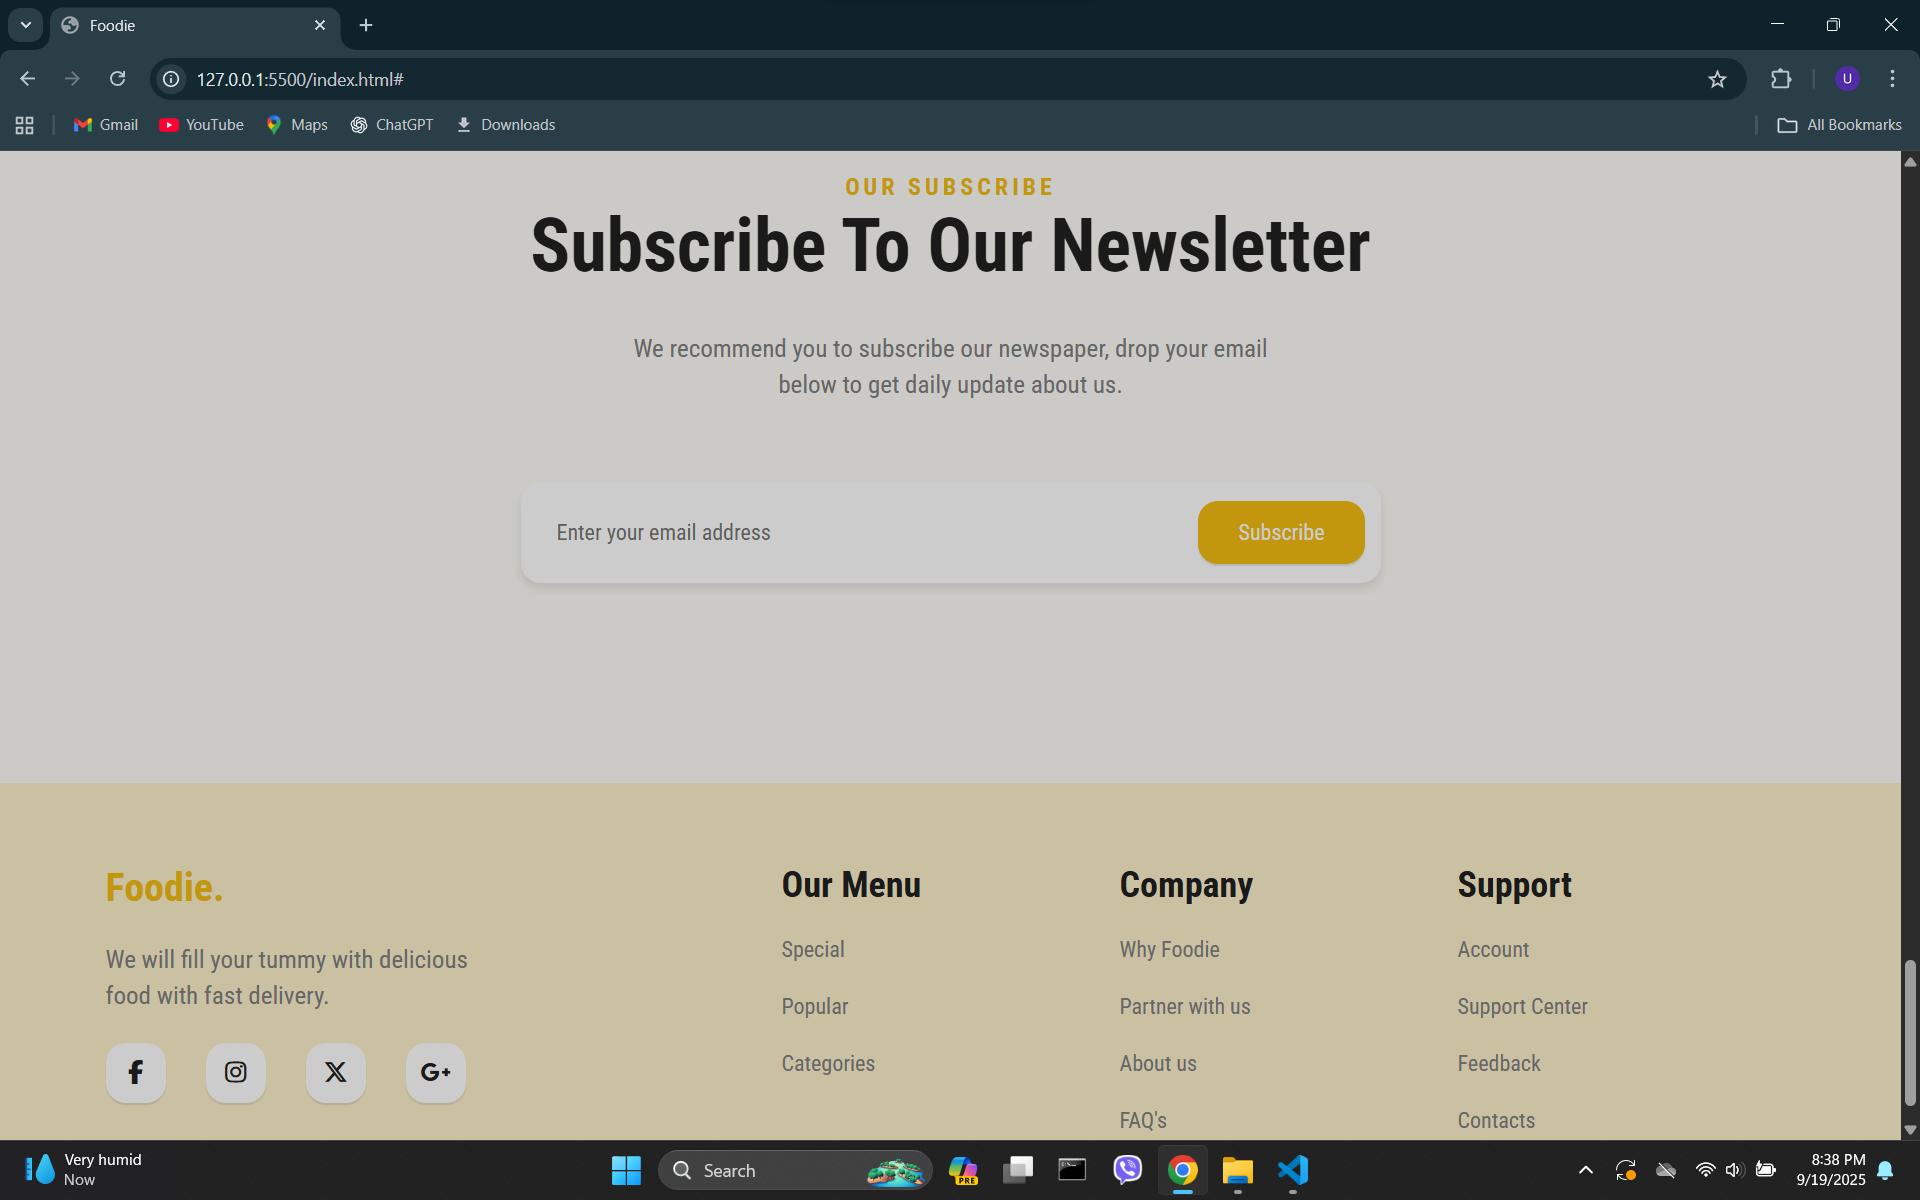 Foodie
127.0.0.1:5500/index.html#
U
Gmail
YouTube
Maps
ChatGPT
Downloads
All Bookmarks
OUR SUBSCRIBE
Subscribe To Our Newsletter
We recommend you to subscribe our newspaper, drop your email
below to get daily update about us.
Enter your email address
Subscribe
Foodie.
We will fill your tummy with delicious
food with fast delivery.
G+
Our Menu
Special
Popular
Categories
Company
Why Foodie
Partner with us
About us
FAQ's
Support
Account
Support Center
Feedback
Contacts
Very humid
Now
Search
PRE
8:38 PM
9/19/2025